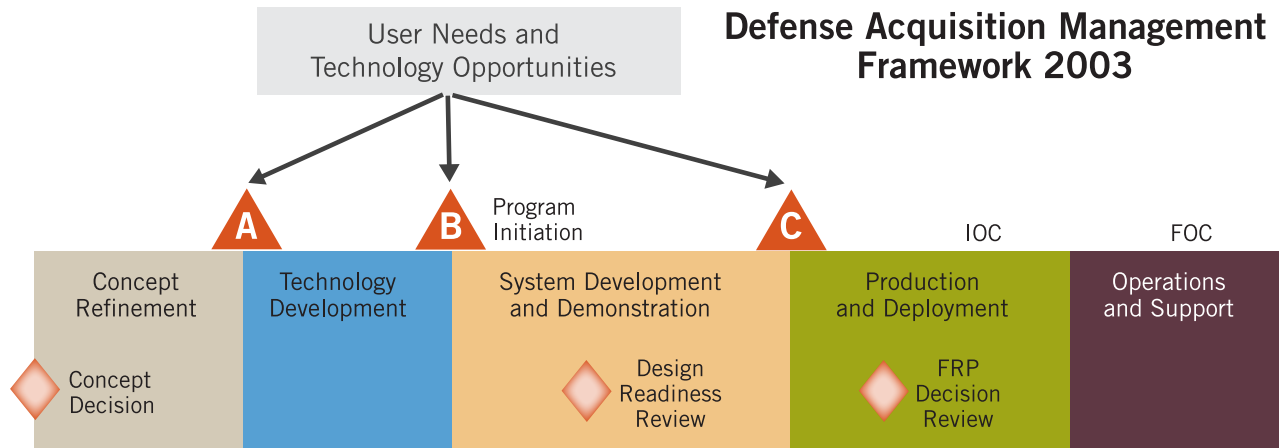 User Needs and
Technology Opportunities
Defense Acquisition Management
Framework 2003
A
B
Program
Initiation
C
IOC
FOC
Concept
Refinement
Technology
Development
System Development
and Demonstration
Production
and Deployment
Operations
and Support
Concept
Decision
Design
Readiness
Review
FRP
Decision
Review